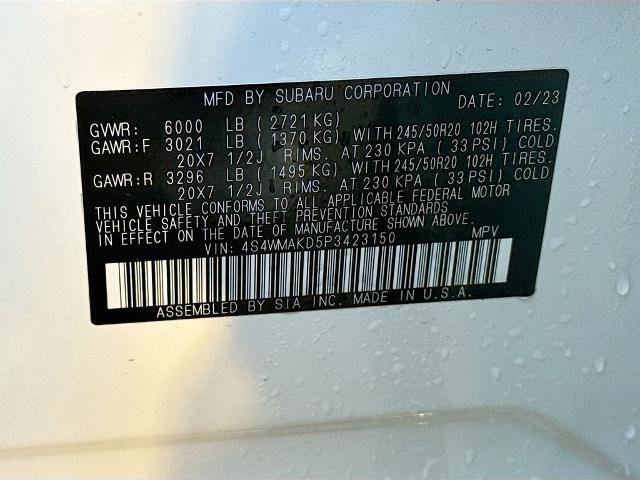 MFD BY SUBARU CORPORATION DATE: 02/23
GVWR: 6000 LB ( 2721 KG)
GAWR:F 3021 LB ( 1370 KG) WITH 245/50R20 102H TIRES.
20X7 1/2J RIMS. AT 230 KPA ( 33 PSI) COLD
GAWR:R 3296 LB ( 1495 KG) WITH 245/50R20 102H TIRES.
20X7 1/2J RIMS. AT 230 KPA ( 33 PSI) COLD
THIS VEHICLE CONFORMS TO ALL APPLICABLE FEDERAL MOTOR
VEHICLE SAFETY AND THEFT PREVENTION STANDARDS
IN EFFECT ON THE DATE OF MANUFACTURE SHOWN ABOVE.
VIN: 4S4WMAKD5P3423150 MPV
ASSEMBLED BY SIA INC. MADE IN U.S.A.